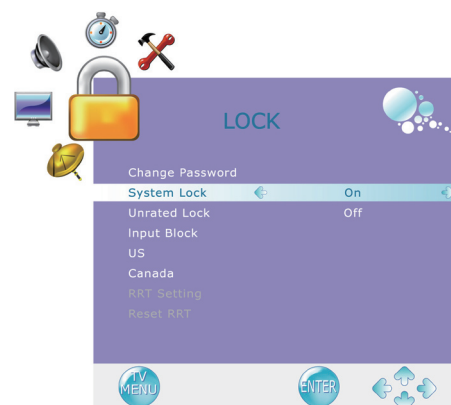 LOCK
Change Password
System Lock On
Unrated Lock Off
Input Block
US
Canada
RRT Setting
Reset RRT
TV
MENU
ENTER